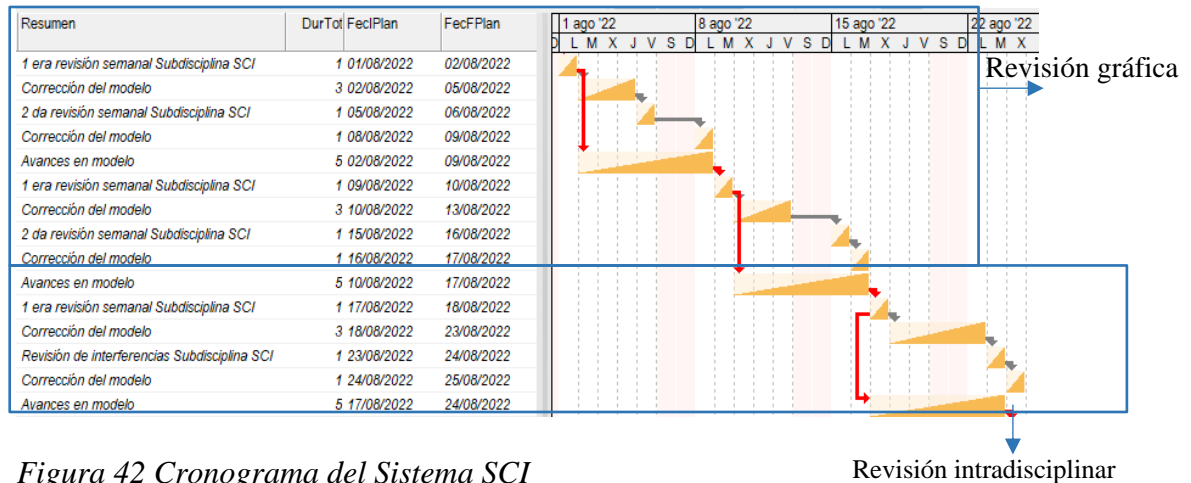 Resumen DurTot FecIPlan FecFPlan 1 ago '22 8 ago '22 15 ago '22 22 ago '22
D L M X J V S D L M X J V S D L M X J V S D L M X
1 era revisión semanal Subdisciplina SCI 1 01/08/2022 02/08/2022
Revisión gráfica
Corrección del modelo 3 02/08/2022 05/08/2022
2 da revisión semanal Subdisciplina SCI 1 05/08/2022 06/08/2022
Corrección del modelo 1 08/08/2022 09/08/2022
Avances en modelo 5 02/08/2022 09/08/2022
1 era revisión semanal Subdisciplina SCI 1 09/08/2022 10/08/2022
Corrección del modelo 3 10/08/2022 13/08/2022
2 da revisión semanal Subdisciplina SCI 1 15/08/2022 16/08/2022
Corrección del modelo 1 16/08/2022 17/08/2022
Avances en modelo 5 10/08/2022 17/08/2022
1 era revisión semanal Subdisciplina SCI 1 17/08/2022 18/08/2022
Corrección del modelo 3 18/08/2022 23/08/2022
Revisión de interferencias Subdisciplina SCI 1 23/08/2022 24/08/2022
Corrección del modelo 1 24/08/2022 25/08/2022
Avances en modelo 5 17/08/2022 24/08/2022
Revisión intradisciplinar
Figura 42 Cronograma del Sistema SCI